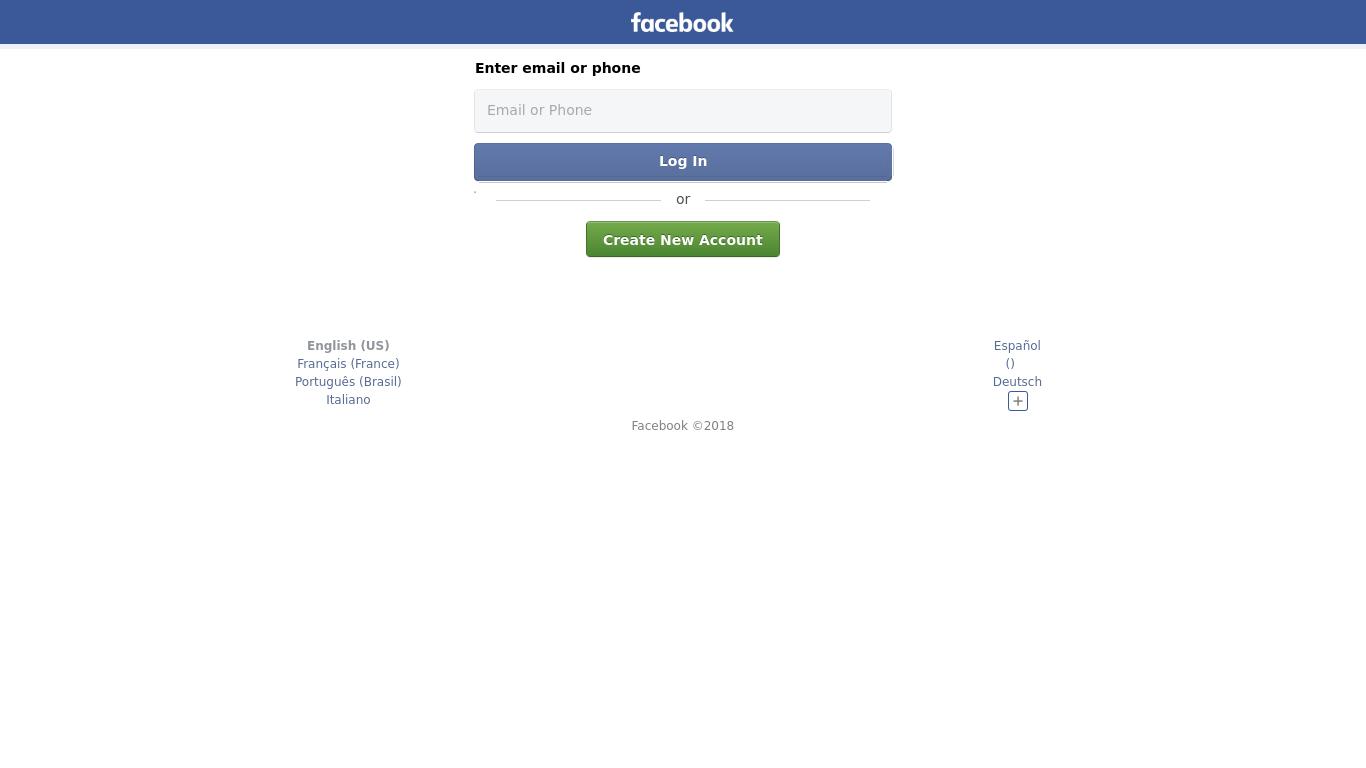 facebook
Enter email or phone
Email or Phone
Log In
or
Create New Account
English (US)
Français (France)
Português (Brasil)
Italiano
Español
()
Deutsch
+
Facebook ©2018